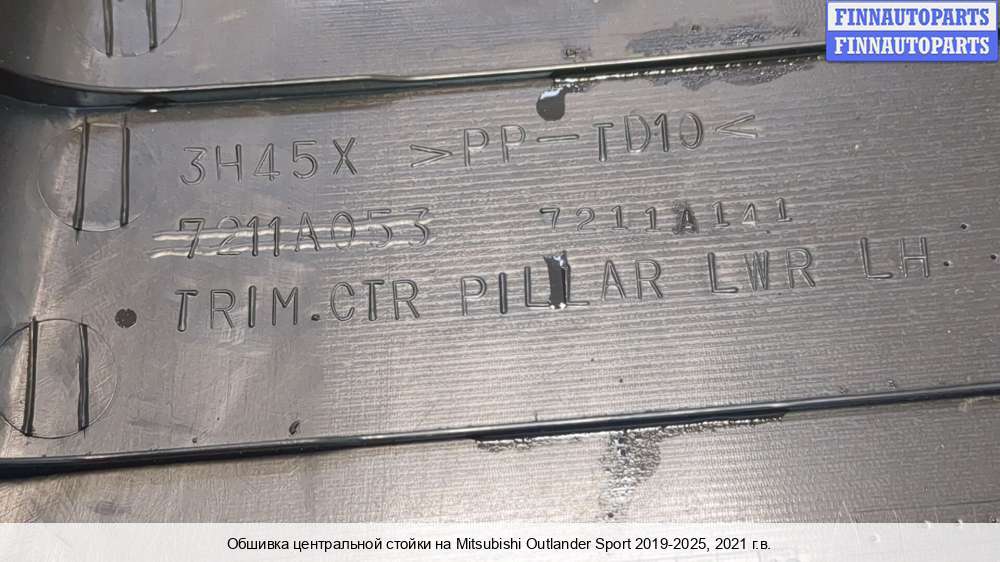 FINNAUTOPARTS
FINNAUTOPARTS
3H45X >PP-TD10<
7211A053 7211A141
TRIM.CTR PILLAR LWR LH
Обшивка центральной стойки на Mitsubishi Outlander Sport 2019-2025, 2021 г.в.